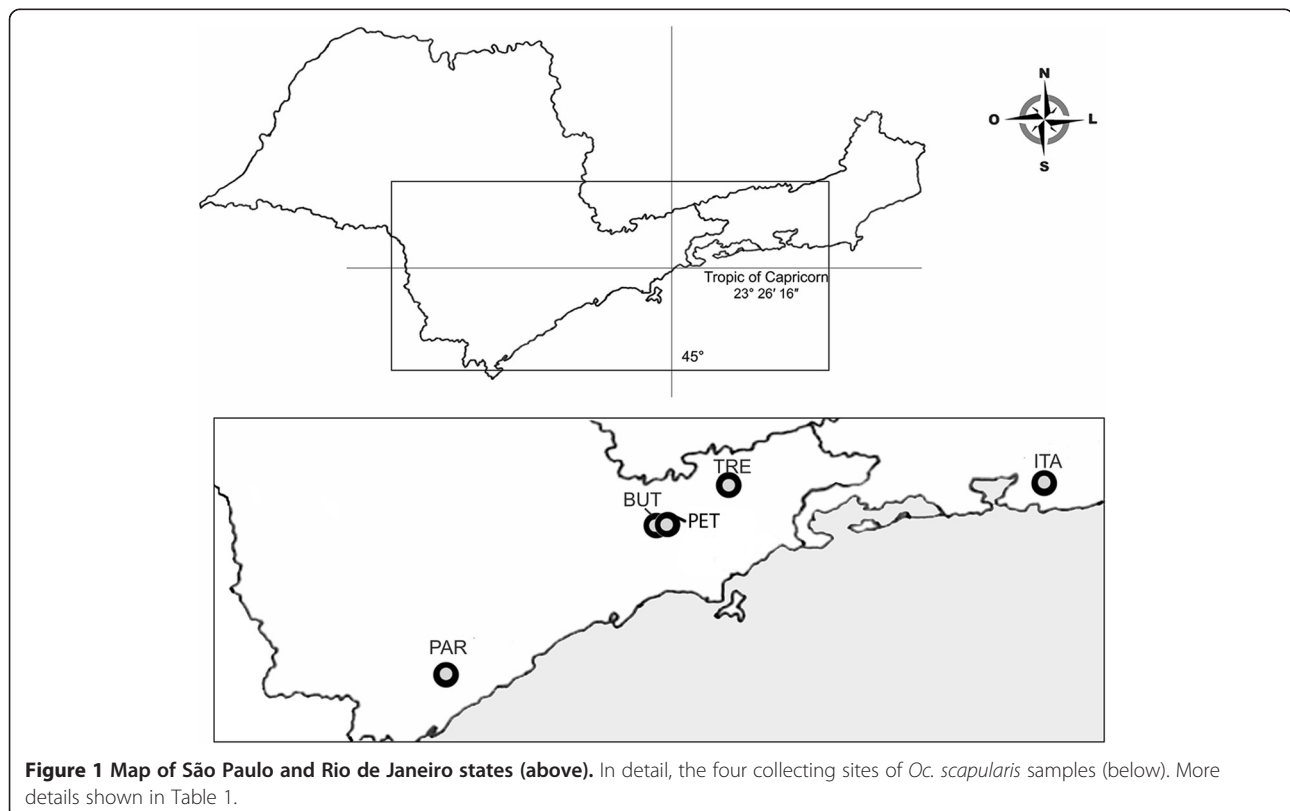 N
O L
S
Tropic of Capricorn
23° 26′ 16″
45°
TRE
ITA
BUT
PET
PAR
Figure 1 Map of São Paulo and Rio de Janeiro states (above). In detail, the four collecting sites of Oc. scapularis samples (below). More
details shown in Table 1.